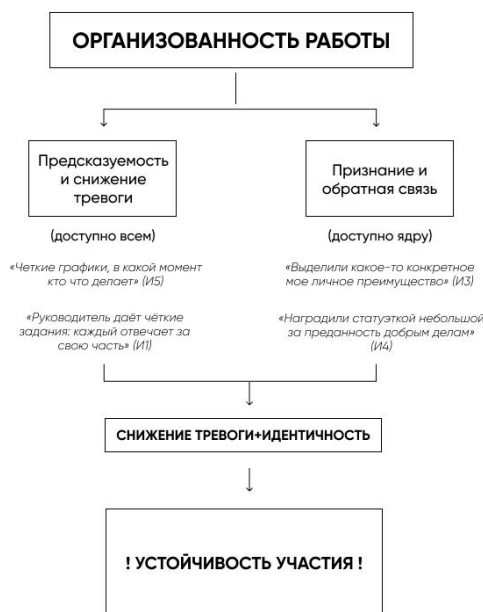 ОРГАНИЗОВАННОСТЬ РАБОТЫ
Предсказуемость
и снижение
тревоги
(доступно всем)
«Четкие графики, в какой момент
кто что делает» (И5)
«Руководитель даёт чёткие
задания: каждый отвечает за
свою часть» (И1)
Признание и
обратная связь
(доступно ядру)
«Выделили какое-то конкретное
мое личное преимущество» (И3)
«Наградили статуэткой небольшой
за преданность добрым делам»
(И4)
СНИЖЕНИЕ ТРЕВОГИ+ИДЕНТИЧНОСТЬ
! УСТОЙЧИВОСТЬ УЧАСТИЯ !